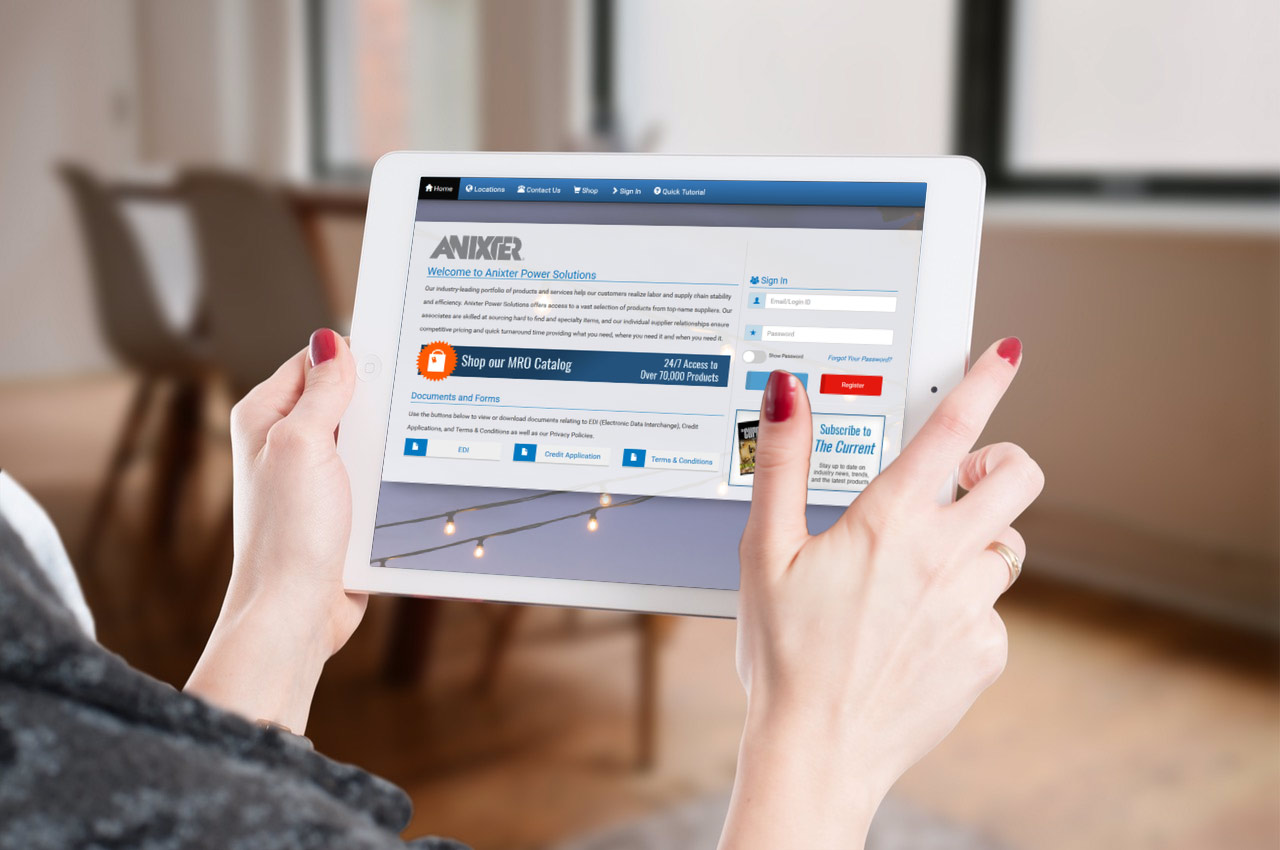 Home Locations Contact Us Shop Sign In Quick Tutorial
ANIXTER
Welcome to Anixter Power Solutions
Our industry-leading portfolio of products and services help our customers realize labor and supply chain stability
and efficiency. Anixter Power Solutions offers access to a vast selection of products from top-name suppliers. Our
associates are skilled at sourcing hard to find and specialty items, and our individual supplier relationships ensure
competitive pricing and quick turnaround time providing what you need, where you need it and when you need it.
Shop our MRO Catalog
24/7 Access to
Over 70,000 Products
Documents and Forms
Use the buttons below to view or download documents relating to EDI (Electronic Data Interchange), Credit
Applications, and Terms & Conditions as well as our Privacy Policies.
EDI
Credit Application
Terms & Conditions
Sign In
Email/Login ID
Password
Show Password
Forgot Your Password?
Register
Subscribe to
The Current
Stay up to date on
industry news, trends,
and the latest products